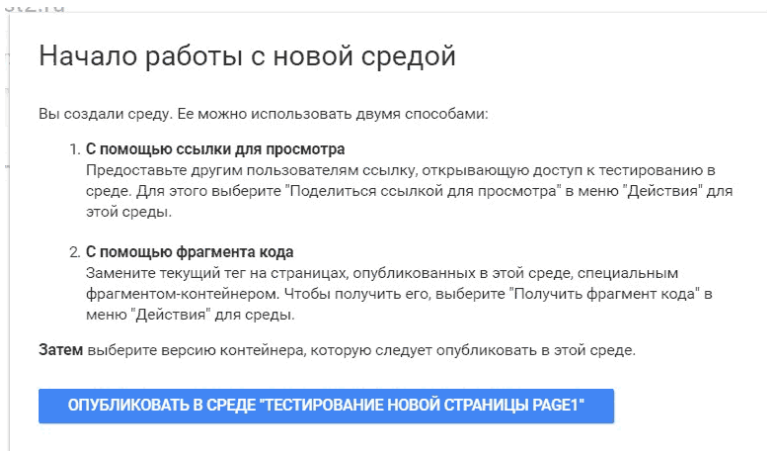 Начало работы с новой средой
Вы создали среду. Ее можно использовать двумя способами:
1. С помощью ссылки для просмотра
Предоставьте другим пользователям ссылку, открывающую доступ к тестированию в
среде. Для этого выберите "Поделиться ссылкой для просмотра" в меню "Действия" для
этой среды.
2. С помощью фрагмента кода
Замените текущий тег на страницах, опубликованных в этой среде, специальным
фрагментом-контейнером. Чтобы получить его, выберите "Получить фрагмент кода" в
меню "Действия" для среды.
Затем выберите версию контейнера, которую следует опубликовать в этой среде.
ОПУБЛИКОВАТЬ В СРЕДЕ "ТЕСТИРОВАНИЕ НОВОЙ СТРАНИЦЫ PAGE1"